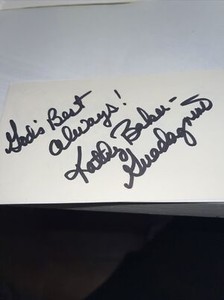 God's Best
always!
Kathy Baker-
Guadagnino